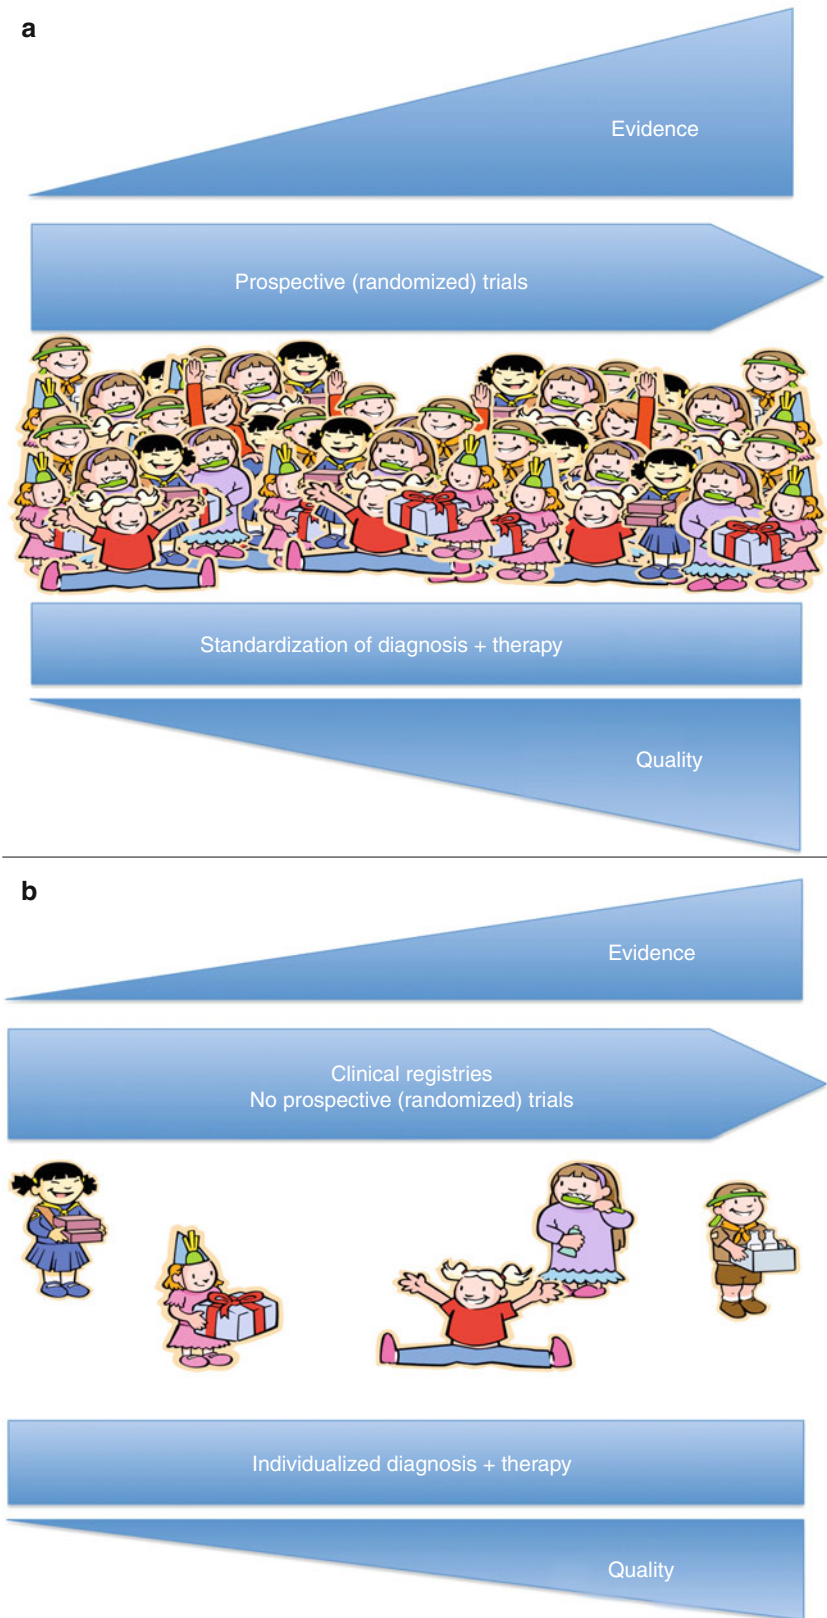 a
Evidence
Prospective (randomized) trials
Standardization of diagnosis + therapy
Quality
b
Evidence
Clinical registries
No prospective (randomized) trials
Individualized diagnosis + therapy
Quality